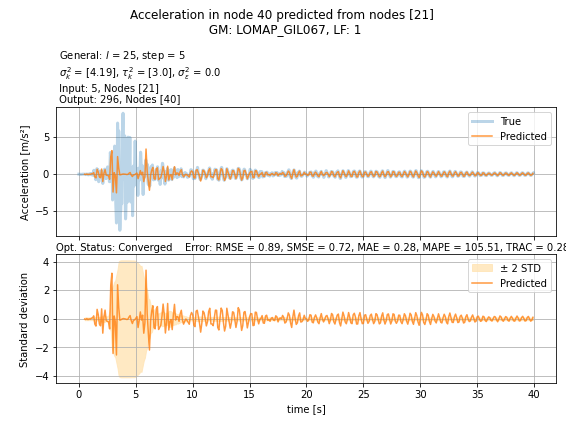 Acceleration in node 40 predicted from nodes [21]
GM: LOMAP_GIL067, LF: 1
General: l = 25, step = 5
σ²ₖ = [4.19], τ²ₖ = [3.0], σ²ₑ = 0.0
Input: 5, Nodes [21]
Output: 296, Nodes [40]
Acceleration [m/s²]
5
0
−5
True
Predicted
Opt. Status: Converged Error: RMSE = 0.89, SMSE = 0.72, MAE = 0.28, MAPE = 105.51, TRAC = 0.28
Standard deviation
4
2
0
−2
−4
± 2 STD
Predicted
0 5 10 15 20 25 30 35 40
time [s]